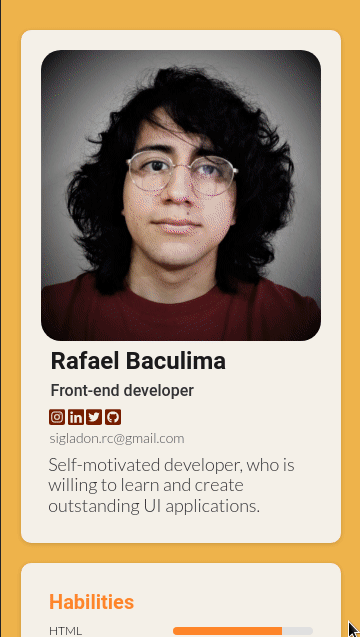 Rafael Baculima
Front-end developer
sigladon.rc@gmail.com
Self-motivated developer, who is
willing to learn and create
outstanding UI applications.
Habilities
HTML